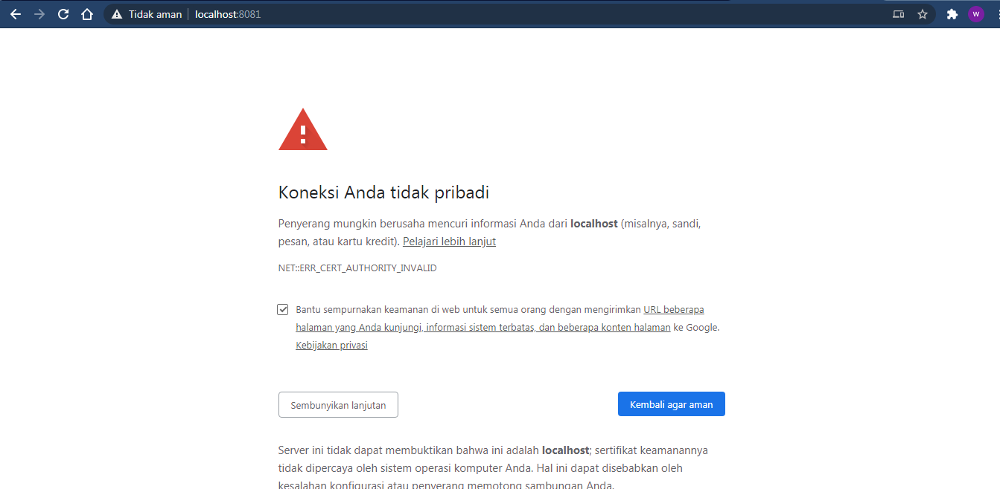 Tidak aman localhost:8081 W
Koneksi Anda tidak pribadi
Penyerang mungkin berusaha mencuri informasi Anda dari localhost (misalnya, sandi,
pesan, atau kartu kredit). Pelajari lebih lanjut
NET::ERR_CERT_AUTHORITY_INVALID
Bantu sempurnakan keamanan di web untuk semua orang dengan mengirimkan URL beberapa
halaman yang Anda kunjungi, informasi sistem terbatas, dan beberapa konten halaman ke Google.
Kebijakan privasi
Sembunyikan lanjutan Kembali agar aman
Server ini tidak dapat membuktikan bahwa ini adalah localhost; sertifikat keamanannya
tidak dipercaya oleh sistem operasi komputer Anda. Hal ini dapat disebabkan oleh
kesalahan konfigurasi atau penyerang memotong sambungan Anda.